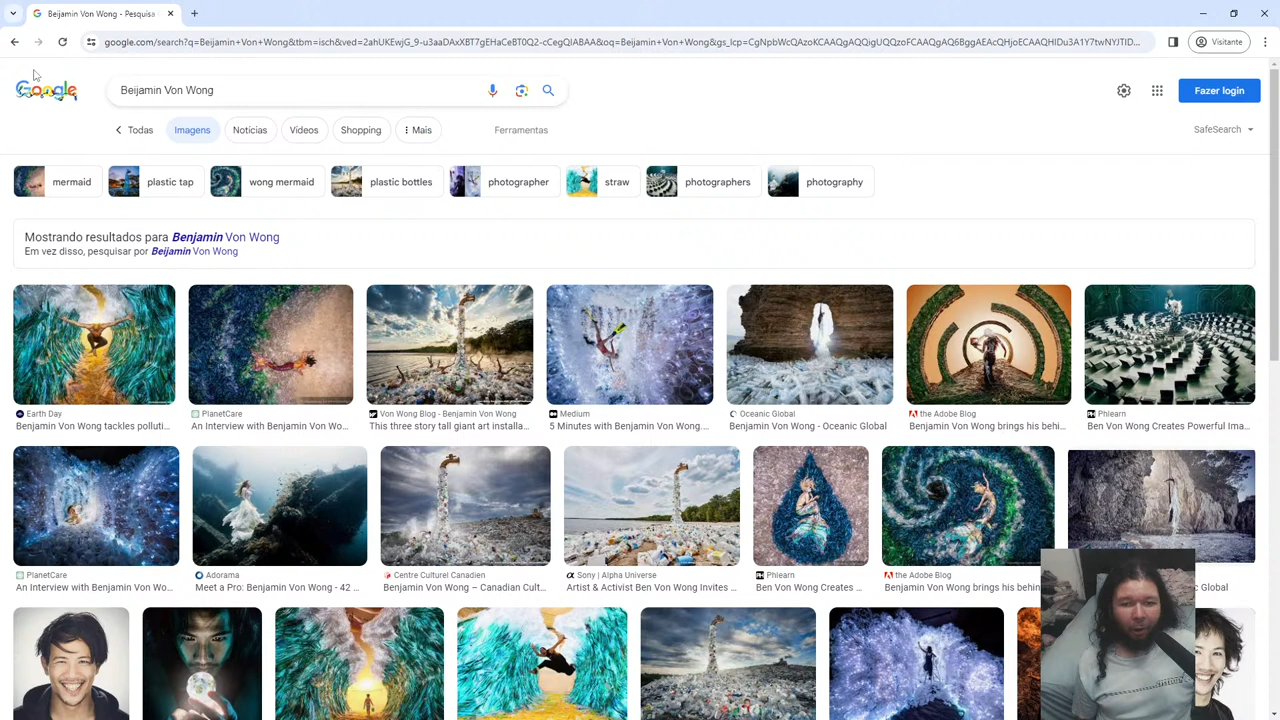 Beijamin Von Wong - Pesquisa
google.com/search?q=Beijamin+Von+Wong&tbm=isch&ved=2ahUKEwjG_9-u3aaDAxXBT7gEHaCeBT0Q2-cCegQIABAA&oq=Beijamin+Von+Wong&gs_lcp=CgNpbWcQAzoKCAAQgAQQigUQQzoFCAAQgAQ6BggAEAcQHjoECAAQHlDu3A1Y7twNYJTID...
Visitante
Google
Beijamin Von Wong
Fazer login
Todas
Imagens
Notícias
Vídeos
Shopping
Mais
Ferramentas
SafeSearch
mermaid
plastic tap
wong mermaid
plastic bottles
photographer
straw
photographers
photography
Mostrando resultados para Benjamin Von Wong
Em vez disso, pesquisar por Beijamin Von Wong
Earth Day
Benjamin Von Wong tackles polluti...
PlanetCare
An Interview with Benjamin Von Wo...
Von Wong Blog - Benjamin Von Wong
This three story tall giant art installa...
Medium
5 Minutes with Benjamin Von Wong....
Oceanic Global
Benjamin Von Wong - Oceanic Global
the Adobe Blog
Benjamin Von Wong brings his behi...
Phlearn
Ben Von Wong Creates Powerful Ima...
PlanetCare
An Interview with Benjamin Von Wo...
Adorama
Meet a Pro: Benjamin Von Wong - 42 ...
Centre Culturel Canadien
Benjamin Von Wong – Canadian Cult...
Sony | Alpha Universe
Artist & Activist Ben Von Wong Invites ...
Phlearn
Ben Von Wong Creates ...
the Adobe Blog
Benjamin Von Wong brings his behin
Global